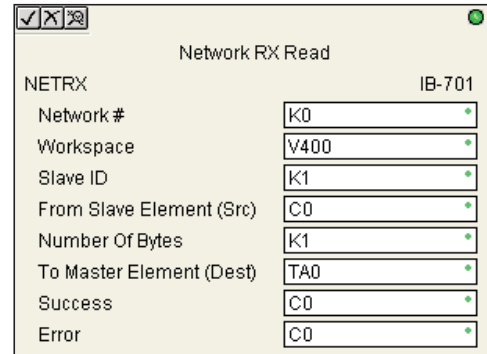 Network RX Read
NETRX IB-701
Network # K0
Workspace V400
Slave ID K1
From Slave Element (Src) C0
Number Of Bytes K1
To Master Element (Dest) TA0
Success C0
Error C0